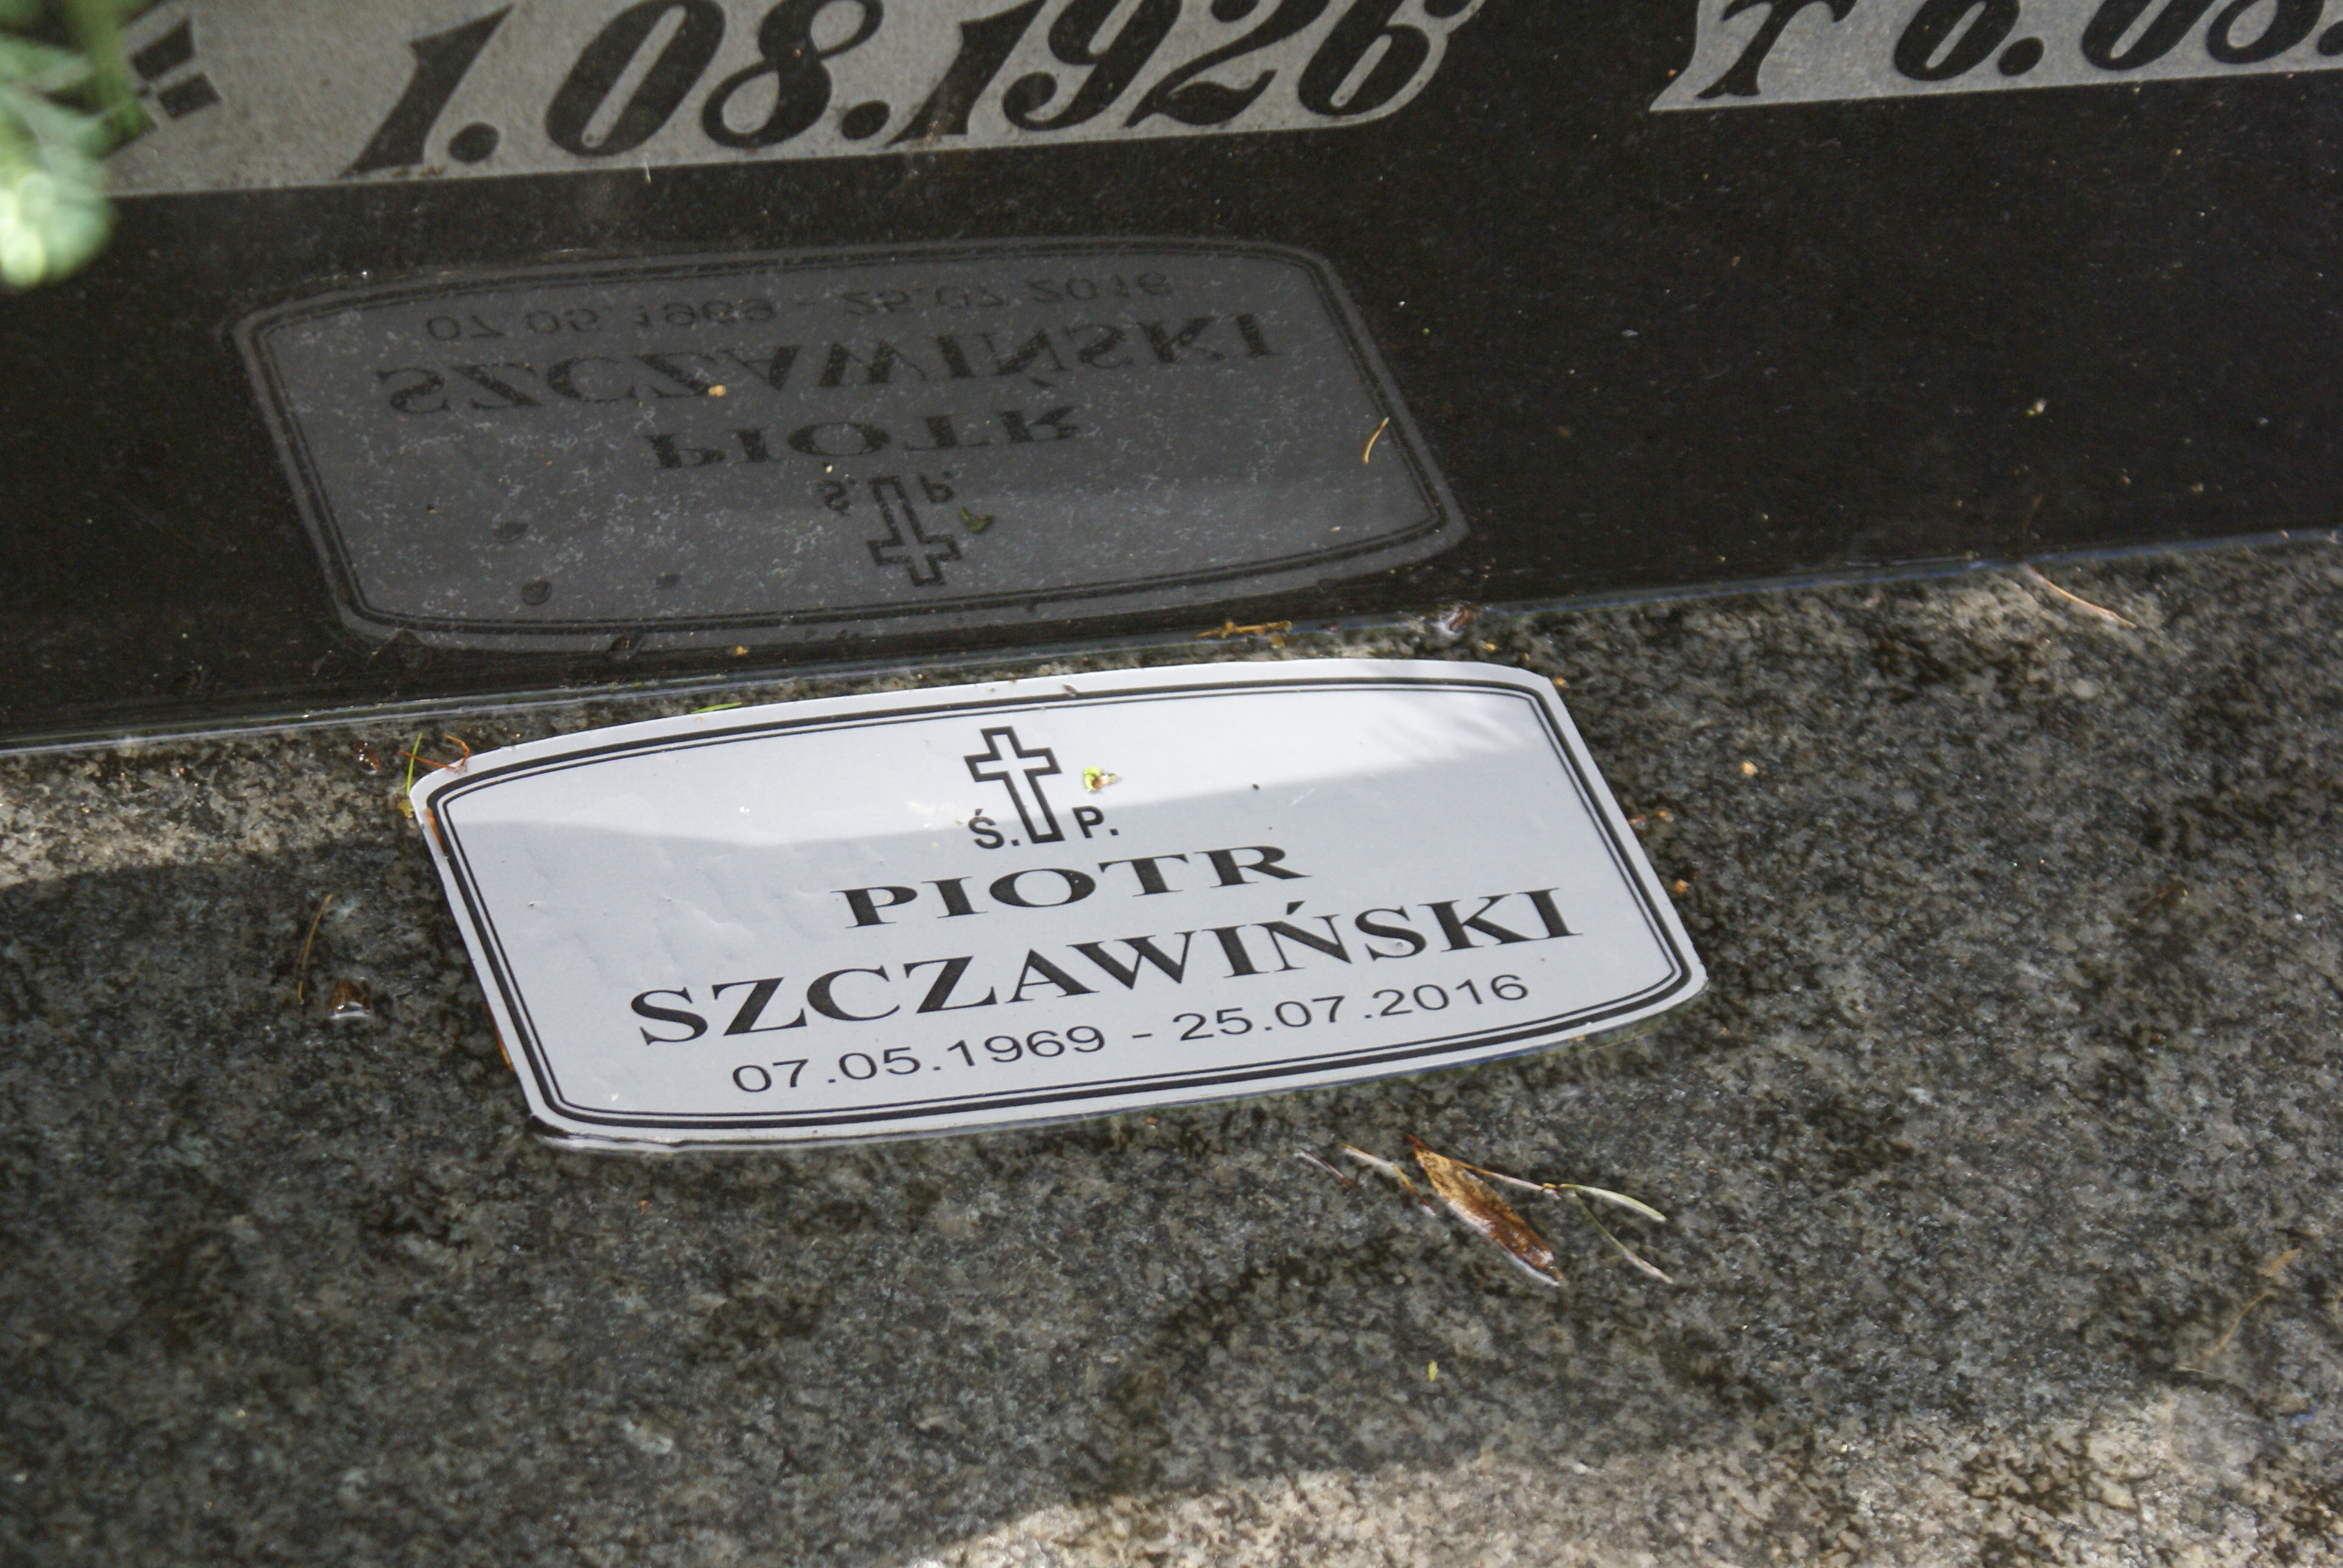 1.08.1926
Ś. P.
PIOTR
SZCZAWIŃSKI
07.05.1969 - 25.07.2016